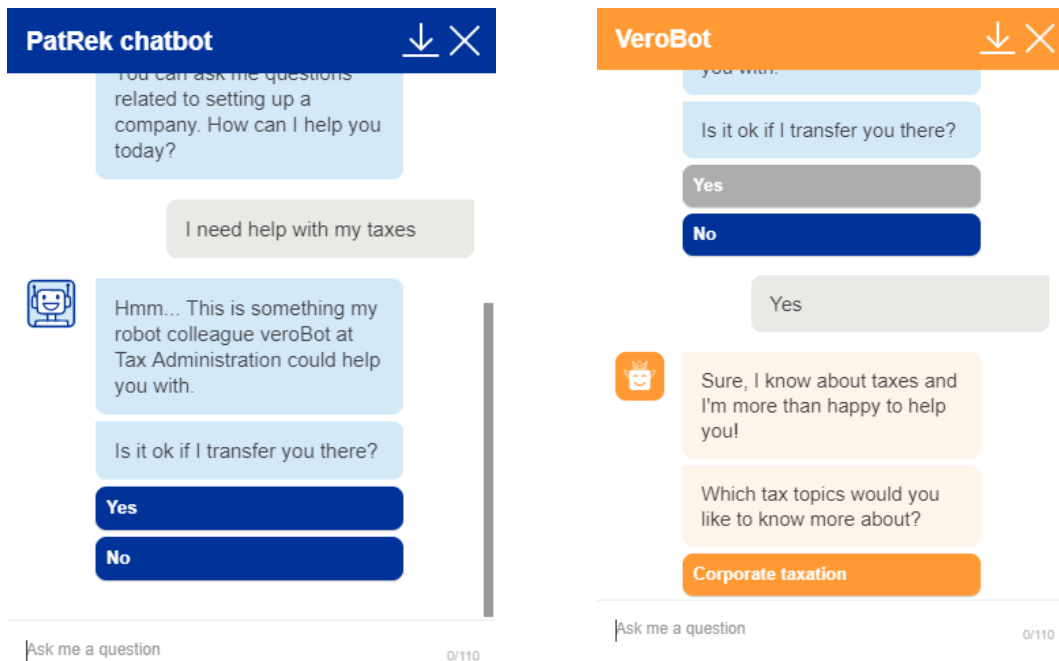 PatRek chatbot
You can ask me questions
related to setting up a
company. How can I help you
today?
I need help with my taxes
Hmm... This is something my
robot colleague veroBot at
Tax Administration could help
you with.
Is it ok if I transfer you there?
Yes
No
Ask me a question
0/110
VeroBot
you with.
Is it ok if I transfer you there?
Yes
No
Yes
Sure, I know about taxes and
I'm more than happy to help
you!
Which tax topics would you
like to know more about?
Corporate taxation
Ask me a question
0/110